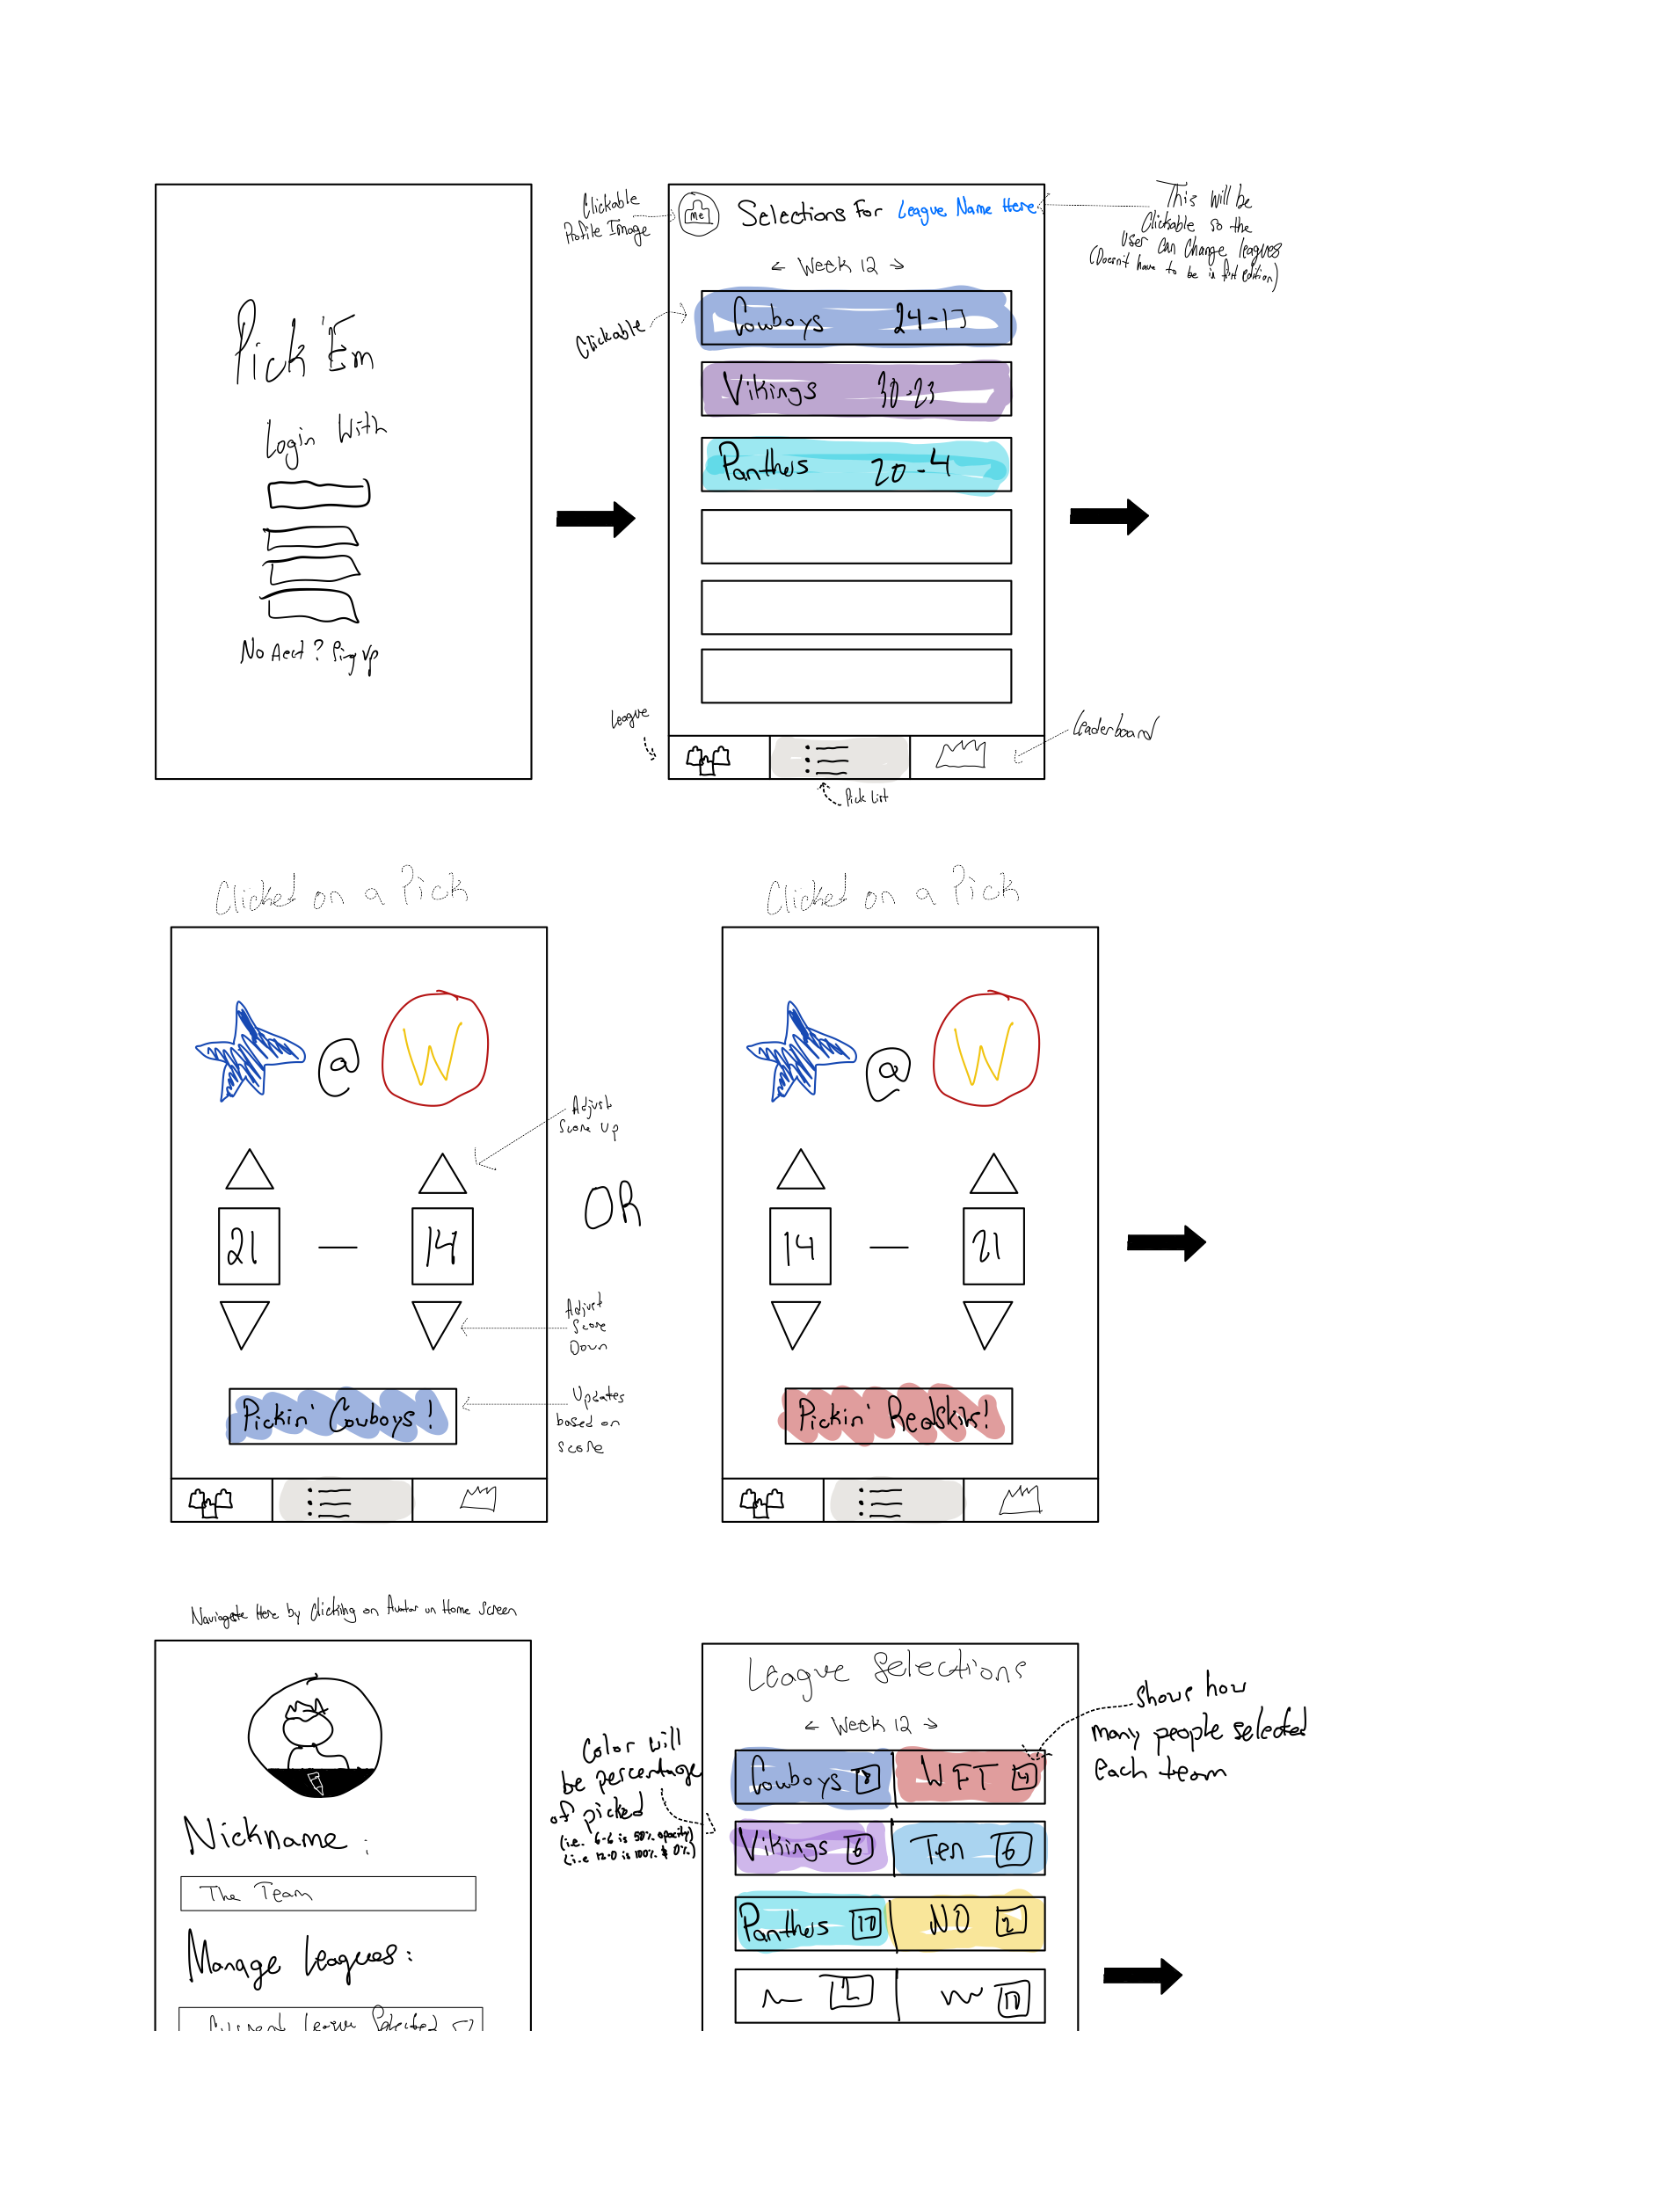 Pick 'Em
Login With
No Acct? Sign Up
Clickable
Profile Image
Me
Selections For League Name Here
This will be
Clickable so the
User can Change leagues
(Doesn't have to be in first edition)
← Week 12 →
Clickable
Cowboys 24-17
Vikings 30-23
Panthers 20-4
League
Leaderboard
Pick List
Clicked on a Pick
@
W
Adjust
Score Up
21 — 14
Adjust
Score
Down
Pickin' Cowboys!
Updates
based on
score
OR
Clicked on a Pick
@
W
14 — 21
Pickin' Redskins!
Naviagate Here by Clicking on Avatar on Home Screen
Nickname:
The Team
Manage Leagues:
Current League Selected
League Selections
← Week 12 →
Color will
be percentage
of picked
(i.e. 6-6 is 50% opacity)
(i.e 12-0 is 100% & 0%)
Shows how
many people selected
each team
Cowboys 8 WFT 4
Vikings 6 Ten 6
Panthers 10 NO 2
2 10